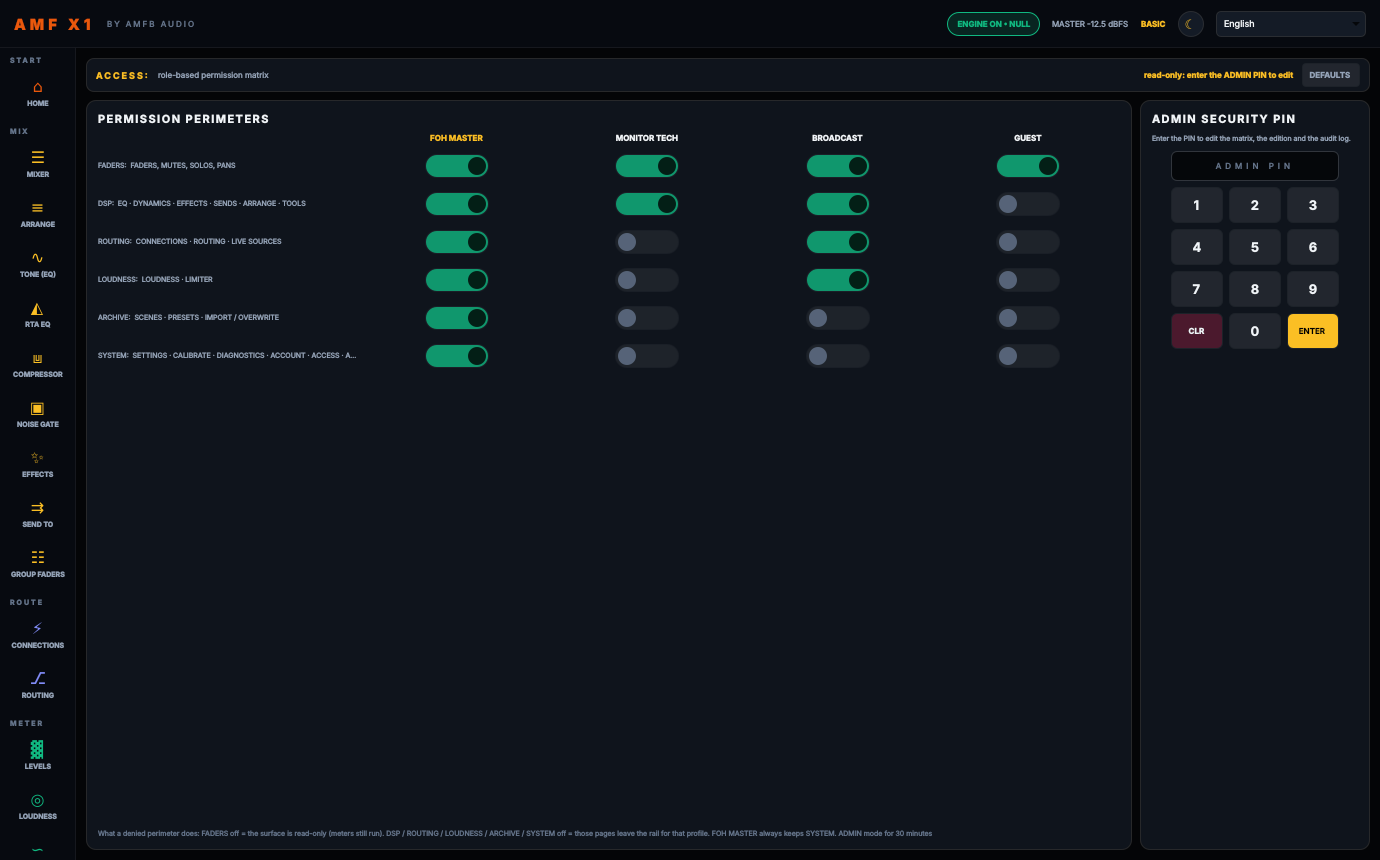 AMF X1 BY AMFB AUDIO
ENGINE ON • NULL MASTER -12.5 dBFS BASIC English
START
HOME
MIX
MIXER
ARRANGE
TONE (EQ)
RTA EQ
COMPRESSOR
NOISE GATE
EFFECTS
SEND TO
GROUP FADERS
ROUTE
CONNECTIONS
ROUTING
METER
LEVELS
LOUDNESS
ACCESS: role-based permission matrix
read-only: enter the ADMIN PIN to edit DEFAULTS
PERMISSION PERIMETERS
FOH MASTER MONITOR TECH BROADCAST GUEST
FADERS: FADERS, MUTES, SOLOS, PANS
DSP: EQ · DYNAMICS · EFFECTS · SENDS · ARRANGE · TOOLS
ROUTING: CONNECTIONS · ROUTING · LIVE SOURCES
LOUDNESS: LOUDNESS · LIMITER
ARCHIVE: SCENES · PRESETS · IMPORT / OVERWRITE
SYSTEM: SETTINGS · CALIBRATE · DIAGNOSTICS · ACCOUNT · ACCESS · A...
What a denied perimeter does: FADERS off = the surface is read-only (meters still run). DSP / ROUTING / LOUDNESS / ARCHIVE / SYSTEM off = those pages leave the rail for that profile. FOH MASTER always keeps SYSTEM. ADMIN mode for 30 minutes
ADMIN SECURITY PIN
Enter the PIN to edit the matrix, the edition and the audit log.
ADMIN PIN
1 2 3
4 5 6
7 8 9
CLR 0 ENTER